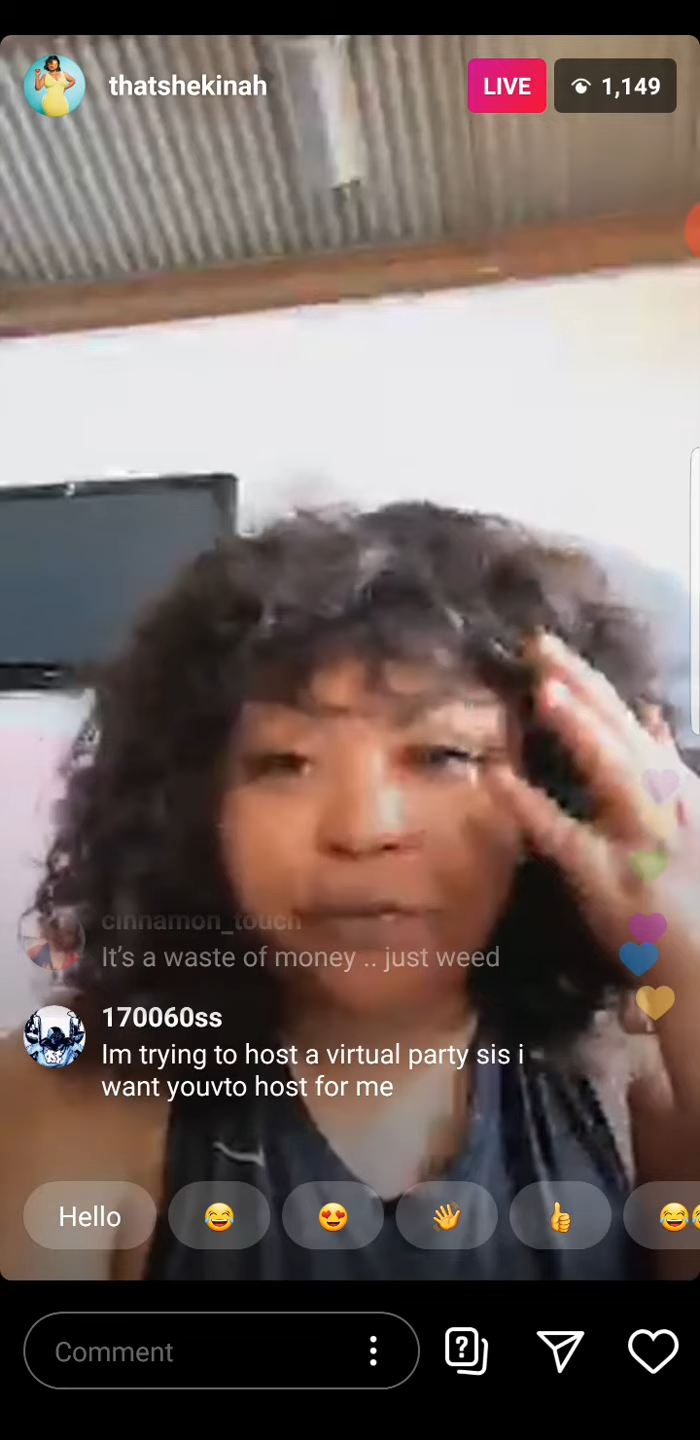 thatshekinah
LIVE
1,149
cinnamon_touch
It's a waste of money .. just weed
170060ss
Im trying to host a virtual party sis i
want youvto host for me
Hello
Comment